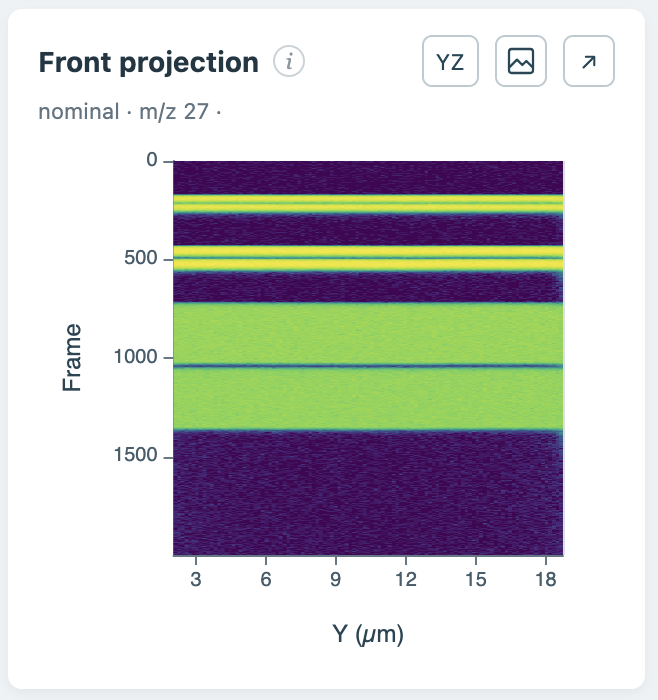 Front projection i YZ
nominal · m/z 27 ·
0
500
1000
1500
Frame
3 6 9 12 15 18
Y (μm)